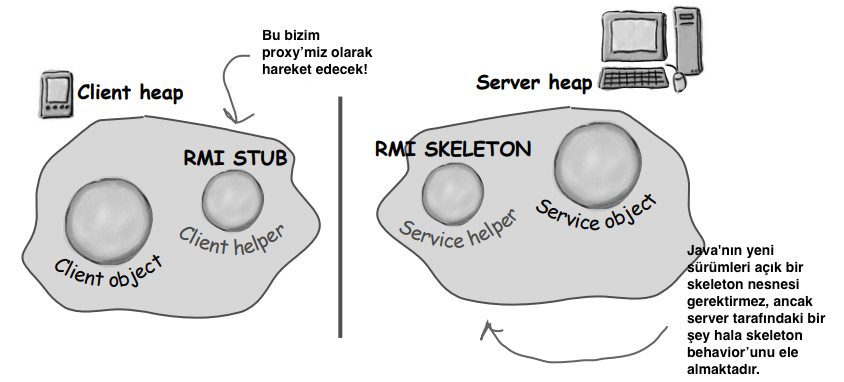 Bu bizim
proxy'miz olarak
hareket edecek!
Client heap
Server heap
RMI STUB
RMI SKELETON
Client object
Client helper
Service helper
Service object
Java'nın yeni
sürümleri açık bir
skeleton nesnesi
gerektirmez, ancak
server tarafındaki bir
şey hala skeleton
behavior'unu ele
almaktadır.